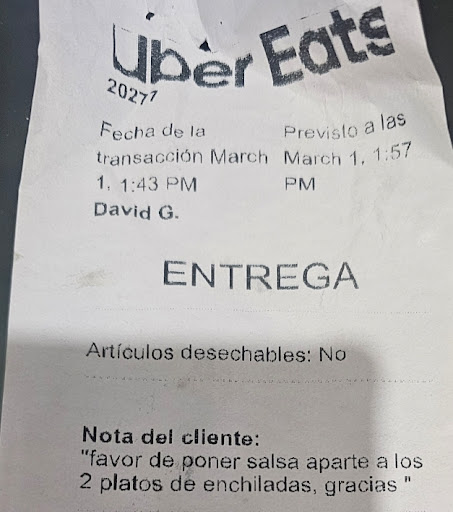 Uber Eats
20277
Fecha de la
transacción March
1, 1:43 PM
David G.
Previsto a las
March 1, 1:57
PM
ENTREGA
Artículos desechables: No
Nota del cliente:
"favor de poner salsa aparte a los
2 platos de enchiladas, gracias "